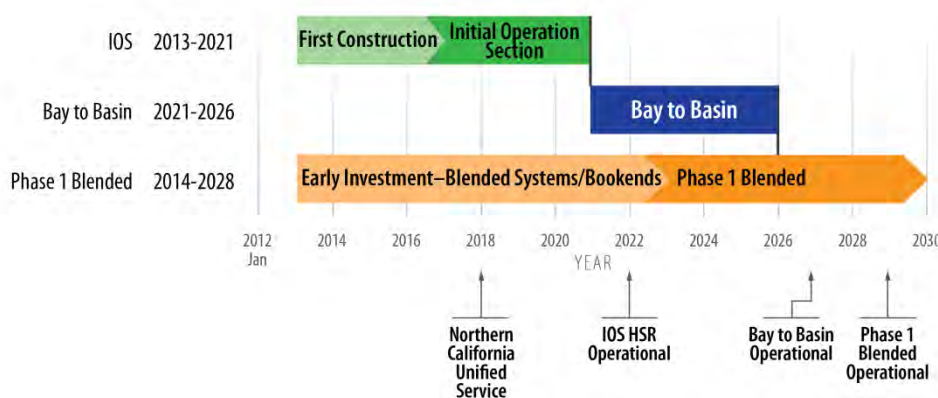 IOS 2013-2021 First Construction Initial Operation Section
Bay to Basin 2021-2026 Bay to Basin
Phase 1 Blended 2014-2028 Early Investment–Blended Systems/Bookends Phase 1 Blended
2012 2014 2016 2018 2020 2022 2024 2026 2028 2030
Jan
YEAR
Northern
California
Unified
Service
IOS HSR
Operational
Bay to Basin
Operational
Phase 1
Blended
Operational